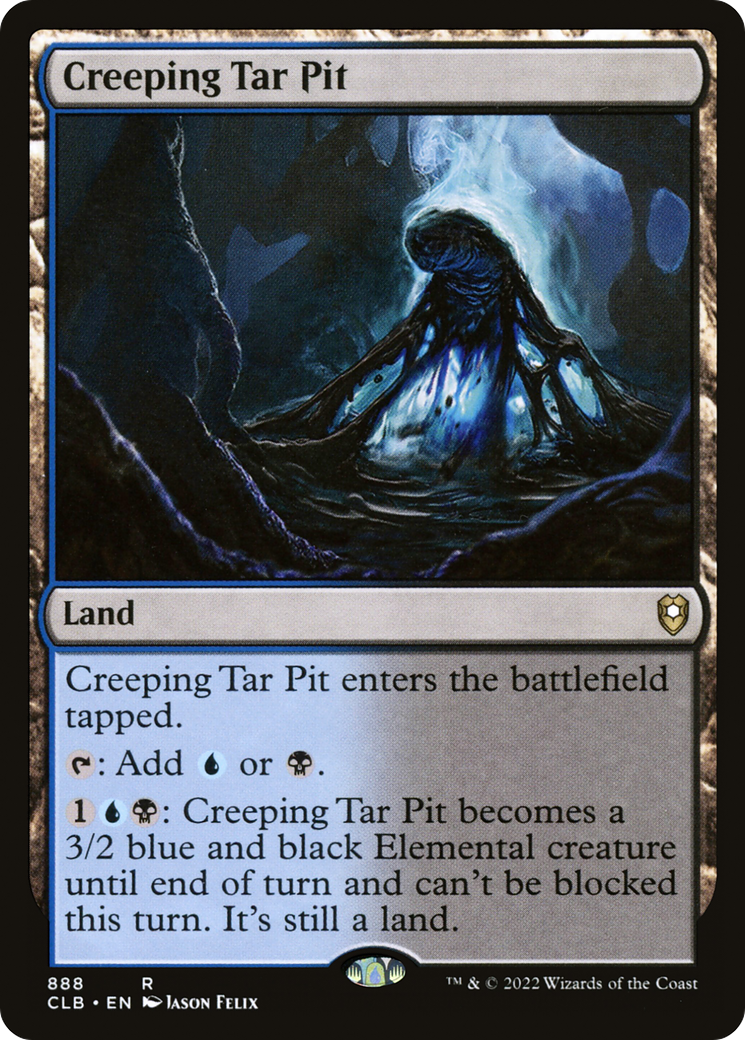 Creeping Tar Pit
Land
Creeping Tar Pit enters the battlefield
tapped.
: Add or .
1 : Creeping Tar Pit becomes a
3/2 blue and black Elemental creature
until end of turn and can't be blocked
this turn. It's still a land.
888 R
CLB • EN Jason Felix
™ & © 2022 Wizards of the Coast